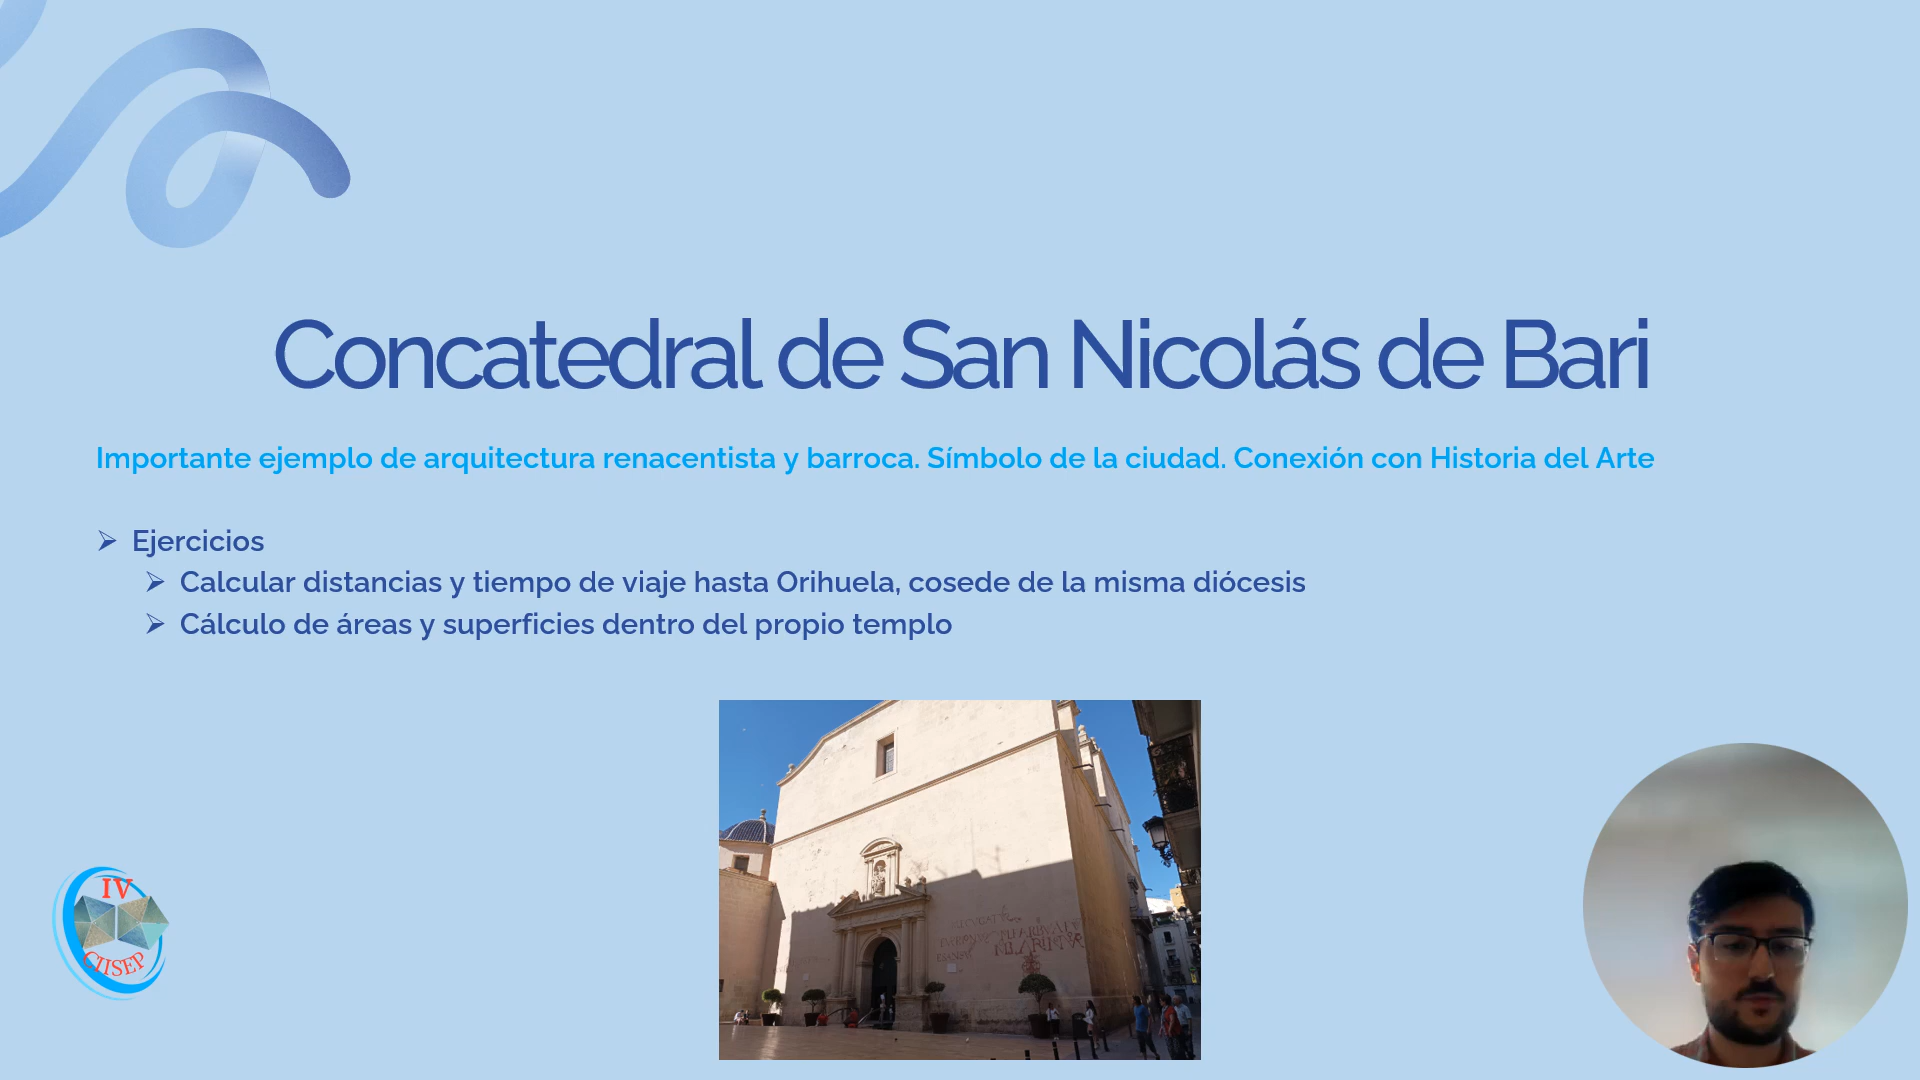 Concatedral de San Nicolás de Bari
Importante ejemplo de arquitectura renacentista y barroca. Símbolo de la ciudad. Conexión con Historia del Arte
Ejercicios
Calcular distancias y tiempo de viaje hasta Orihuela, cosede de la misma diócesis
Cálculo de áreas y superficies dentro del propio templo
IV
CIISEP